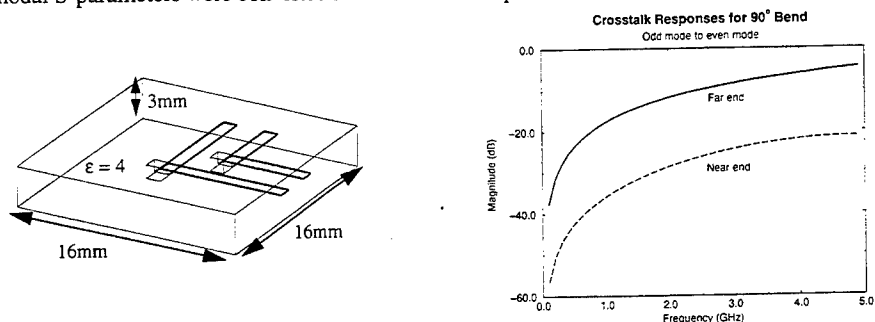 Crosstalk Responses for 90° Bend
Odd mode to even mode
3mm
ε = 4
16mm
16mm
0.0
-20.0
-40.0
-60.0
Magnitude (dB)
Far end
Near end
0.0
1.0
2.0
3.0
4.0
5.0
Frequency (GHz)